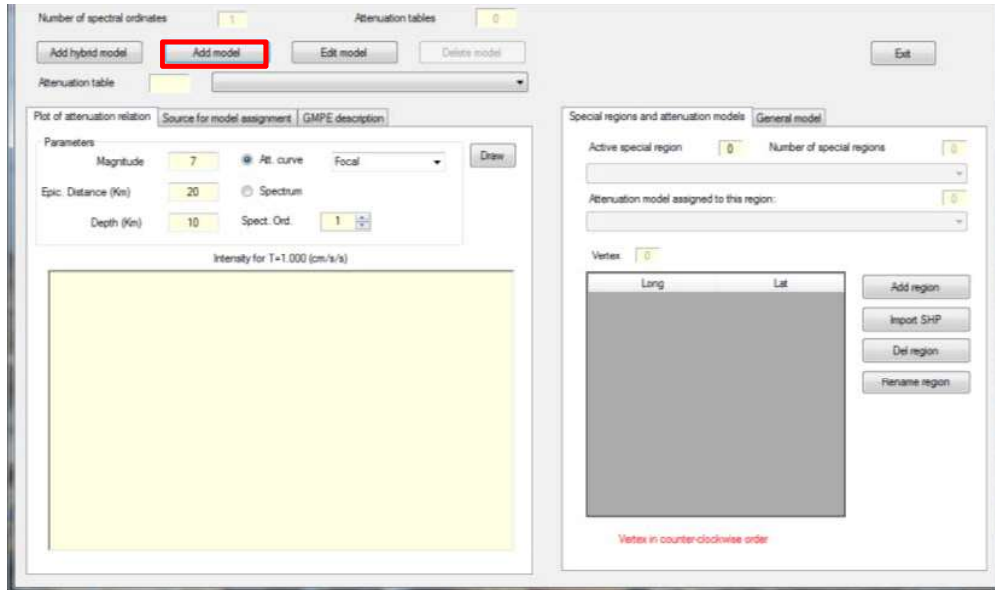 Number of spectral ordinates 1 Attenuation tables 0
Add hybrid model Add model Edit model Delete model Exit
Attenuation table
Plot of attenuation relation Source for model assignment GMPE description
Parameters
Magnitude 7 Att. curve Focal Draw
Epic. Distance (Km) 20 Spectrum
Depth (Km) 10 Spect. Ord. 1
Intensity for T=1.000 (cm/s/s)
Special regions and attenuation models General model
Active special region 0 Number of special regions 0
Attenuation model assigned to this region: 0
Vertex 0
Long Lat
Add region
Import SHP
Del region
Rename region
Vertex in counter-clockwise order